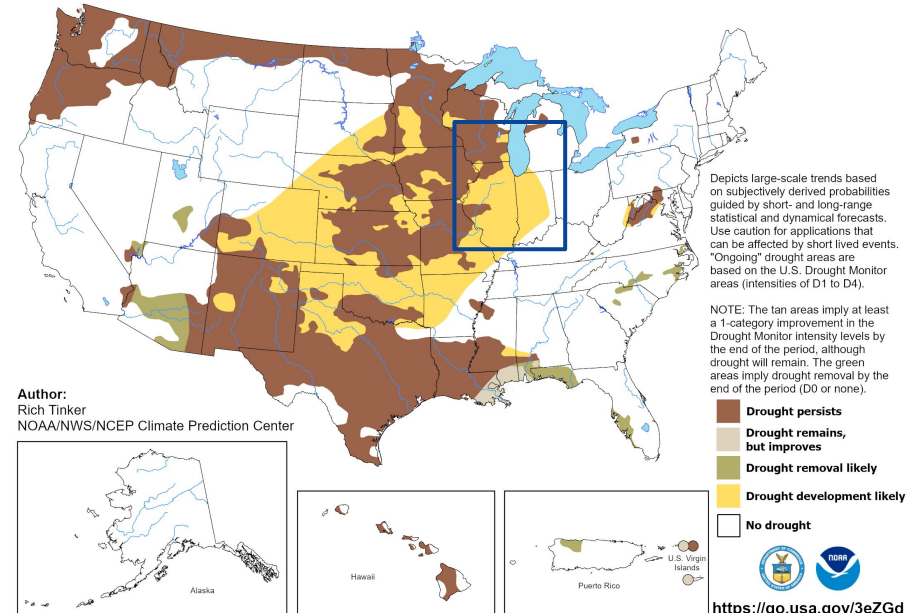 Depicts large-scale trends based
on subjectively derived probabilities
guided by short- and long-range
statistical and dynamical forecasts.
Use caution for applications that
can be affected by short lived events.
"Ongoing" drought areas are
based on the U.S. Drought Monitor
areas (intensities of D1 to D4).
NOTE: The tan areas imply at least
a 1-category improvement in the
Drought Monitor intensity levels by
the end of the period, although
drought will remain. The green
areas imply drought removal by the
end of the period (D0 or none).
Author:
Rich Tinker
NOAA/NWS/NCEP Climate Prediction Center
Drought persists
Drought remains,
but improves
Drought removal likely
Drought development likely
No drought
Alaska
Hawaii
Puerto Rico
U.S. Virgin
Islands
NOAA
https://go.usa.gov/3eZGd